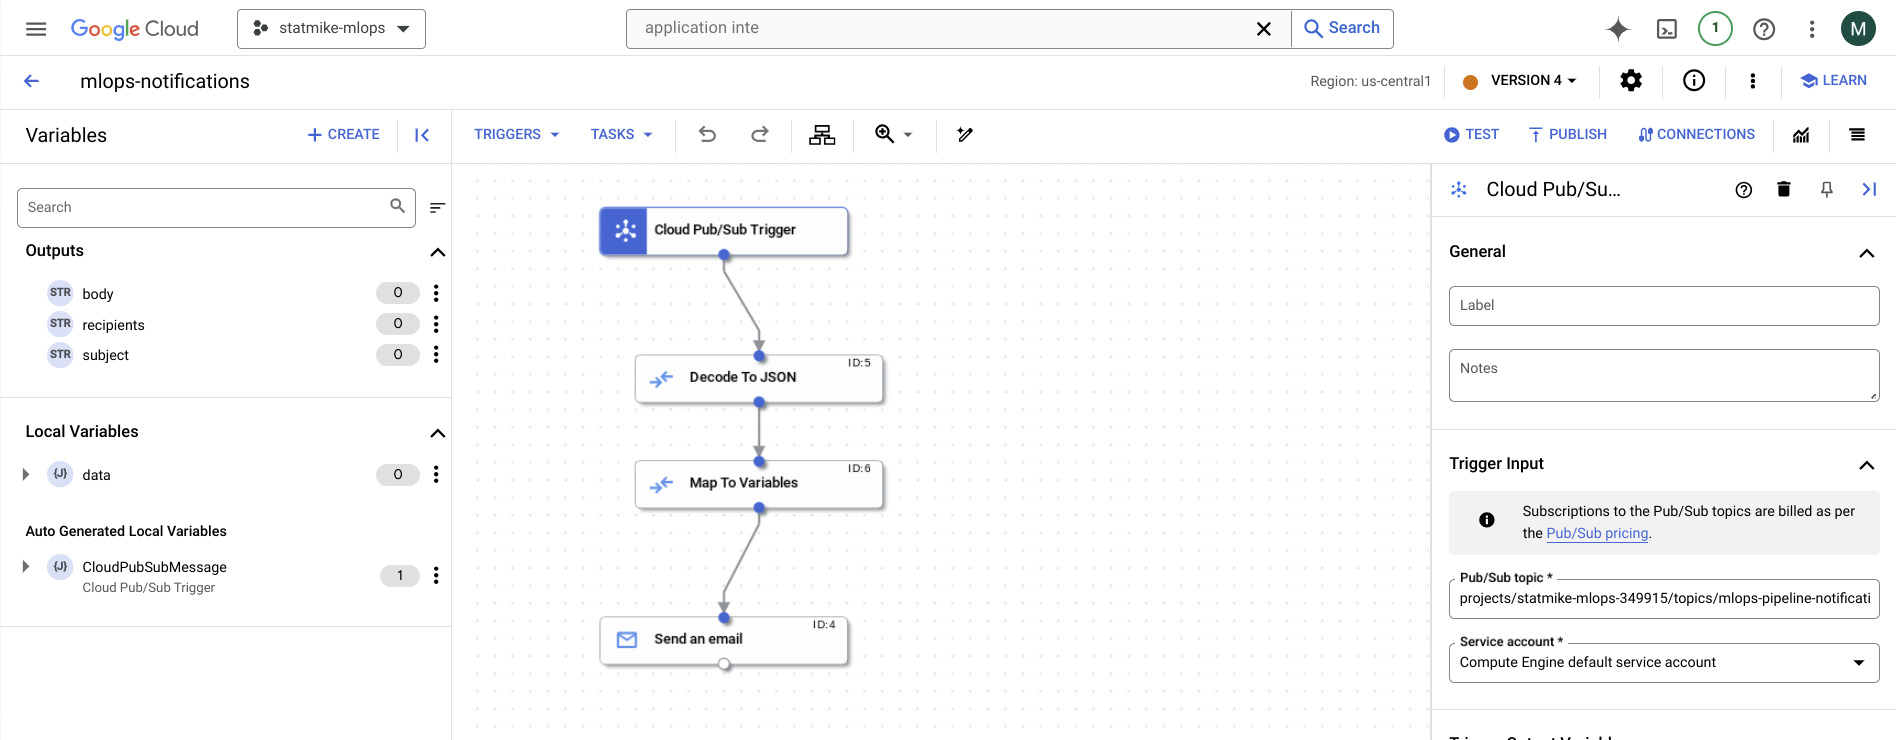 Google Cloud
statmike-mlops
application inte
Search
1
M
mlops-notifications
Region: us-central1
VERSION 4
LEARN
Variables
CREATE
TRIGGERS
TASKS
TEST
PUBLISH
CONNECTIONS
Search
Outputs
STR body 0
STR recipients 0
STR subject 0
Local Variables
{J} data 0
Auto Generated Local Variables
{J} CloudPubSubMessage 1
Cloud Pub/Sub Trigger
Cloud Pub/Sub Trigger
ID:5
Decode To JSON
ID:6
Map To Variables
ID:4
Send an email
Cloud Pub/Su...
General
Label
Notes
Trigger Input
Subscriptions to the Pub/Sub topics are billed as per
the Pub/Sub pricing.
Pub/Sub topic *
projects/statmike-mlops-349915/topics/mlops-pipeline-notificati
Service account *
Compute Engine default service account